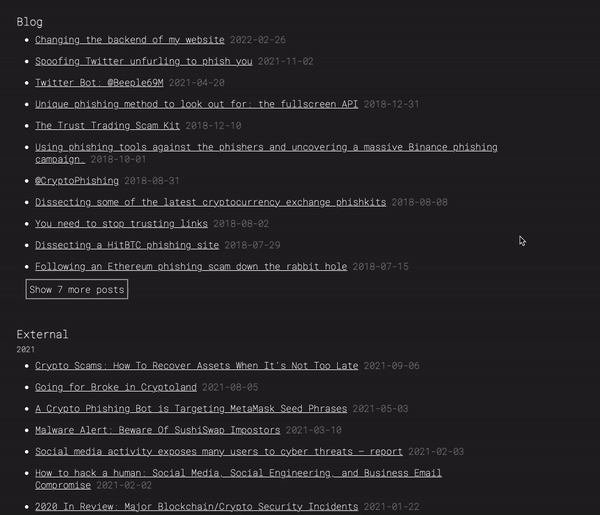 Blog
Changing the backend of my website 2022-02-26
Spoofing Twitter unfurling to phish you 2021-11-02
Twitter Bot: @Beeple69M 2021-04-20
Unique phishing method to look out for: the fullscreen API 2018-12-31
The Trust Trading Scam Kit 2018-12-10
Using phishing tools against the phishers and uncovering a massive Binance phishing
campaign. 2018-10-01
@CryptoPhishing 2018-08-31
Dissecting some of the latest cryptocurrency exchange phishkits 2018-08-08
You need to stop trusting links 2018-08-02
Dissecting a HitBTC phishing site 2018-07-29
Following an Ethereum phishing scam down the rabbit hole 2018-07-15
Show 7 more posts
External
2021
Crypto Scams: How To Recover Assets When It's Not Too Late 2021-09-06
Going for Broke in Cryptoland 2021-08-05
A Crypto Phishing Bot is Targeting MetaMask Seed Phrases 2021-05-03
Malware Alert: Beware Of SushiSwap Impostors 2021-03-10
Social media activity exposes many users to cyber threats – report 2021-02-03
How to hack a human: Social Media, Social Engineering, and Business Email
Compromise 2021-02-02
2020 In Review: Major Blockchain/Crypto Security Incidents 2021-01-22